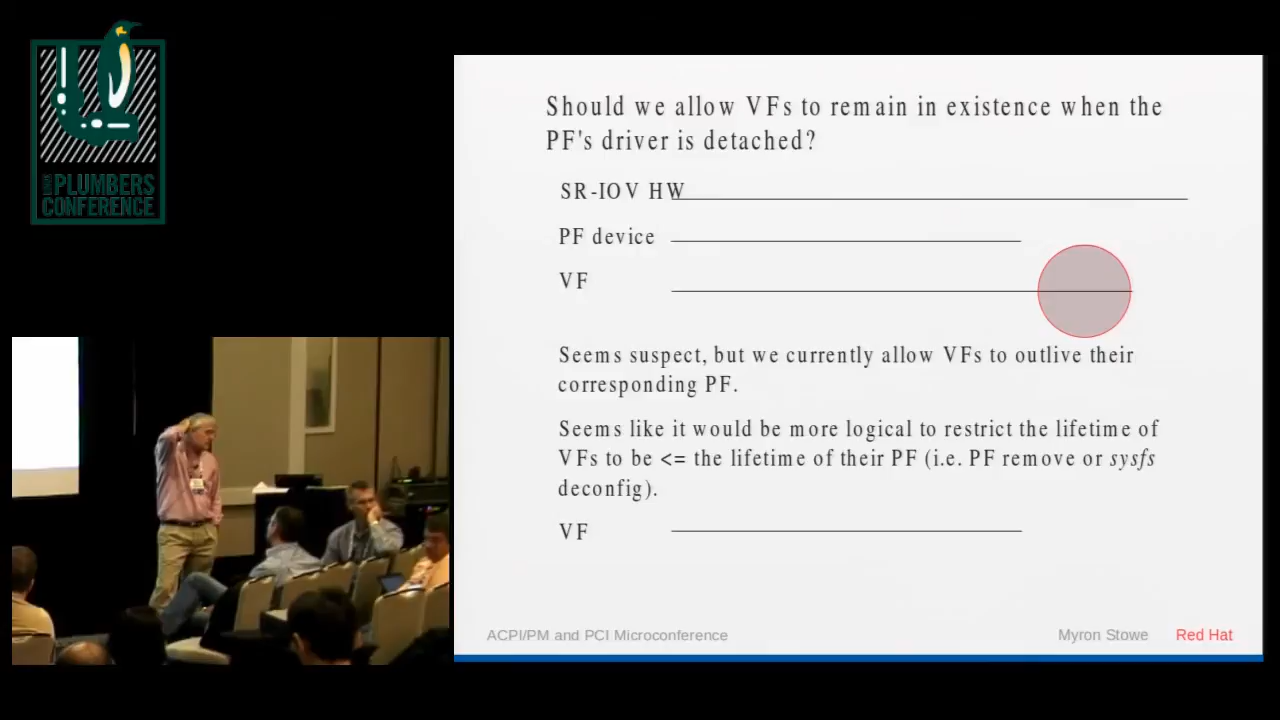 LINUX
PLUMBERS
CONFERENCE
Should we allow VFs to remain in existence when the
PF's driver is detached?
SR-IOV HW
PF device
VF
Seems suspect, but we currently allow VFs to outlive their
corresponding PF.
Seems like it would be more logical to restrict the lifetime of
VFs to be <= the lifetime of their PF (i.e. PF remove or sysfs
deconfig).
VF
ACPI/PM and PCI Microconference
Myron Stowe Red Hat